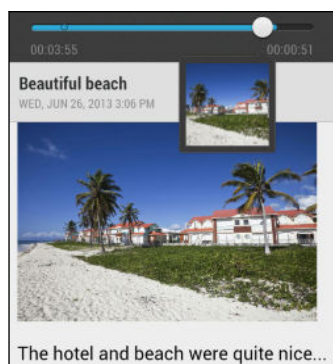 00:03:55 00:00:51
Beautiful beach
WED, JUN 26, 2013 3:06 PM
The hotel and beach were quite nice...